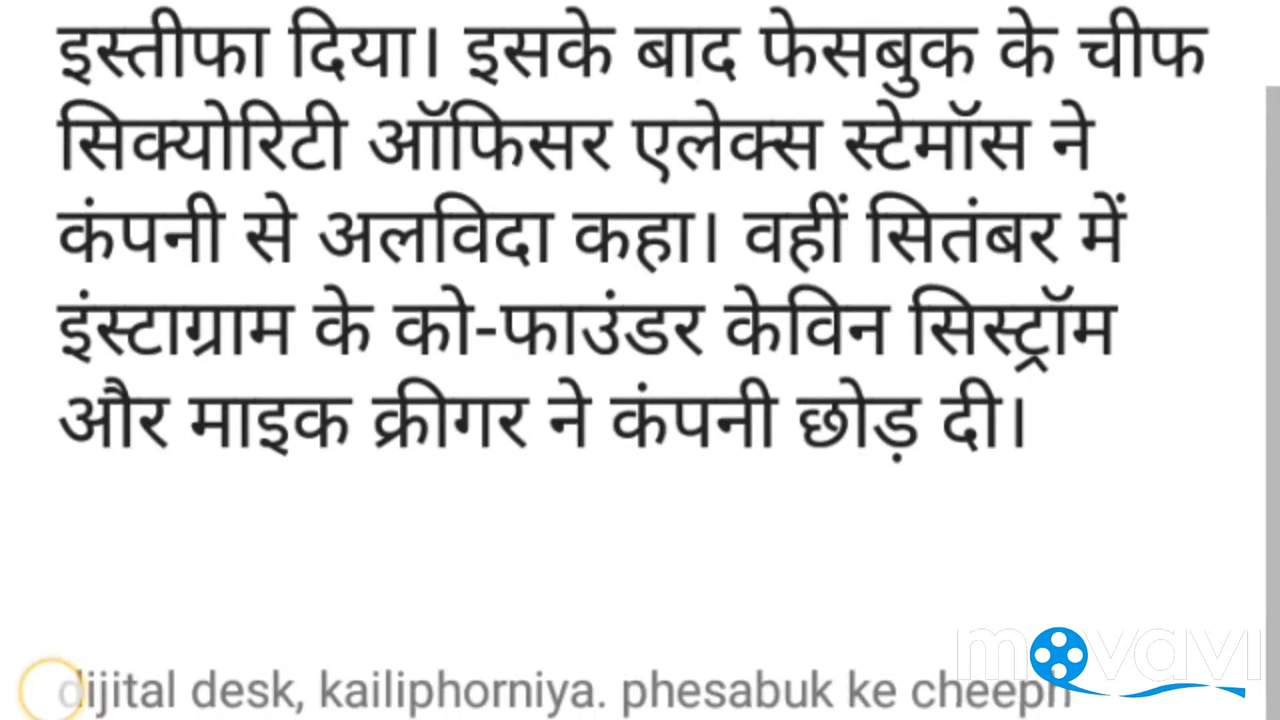 इस्तीफा दिया। इसके बाद फेसबुक के चीफ
सिक्योरिटी ऑफिसर एलेक्स स्टेमॉस ने
कंपनी से अलविदा कहा। वहीं सितंबर में
इंस्टाग्राम के को-फाउंडर केविन सिस्ट्रॉम
और माइक क्रीगर ने कंपनी छोड़ दी।
movavi
dijital desk, kailiphorniya. phesabuk ke cheeph